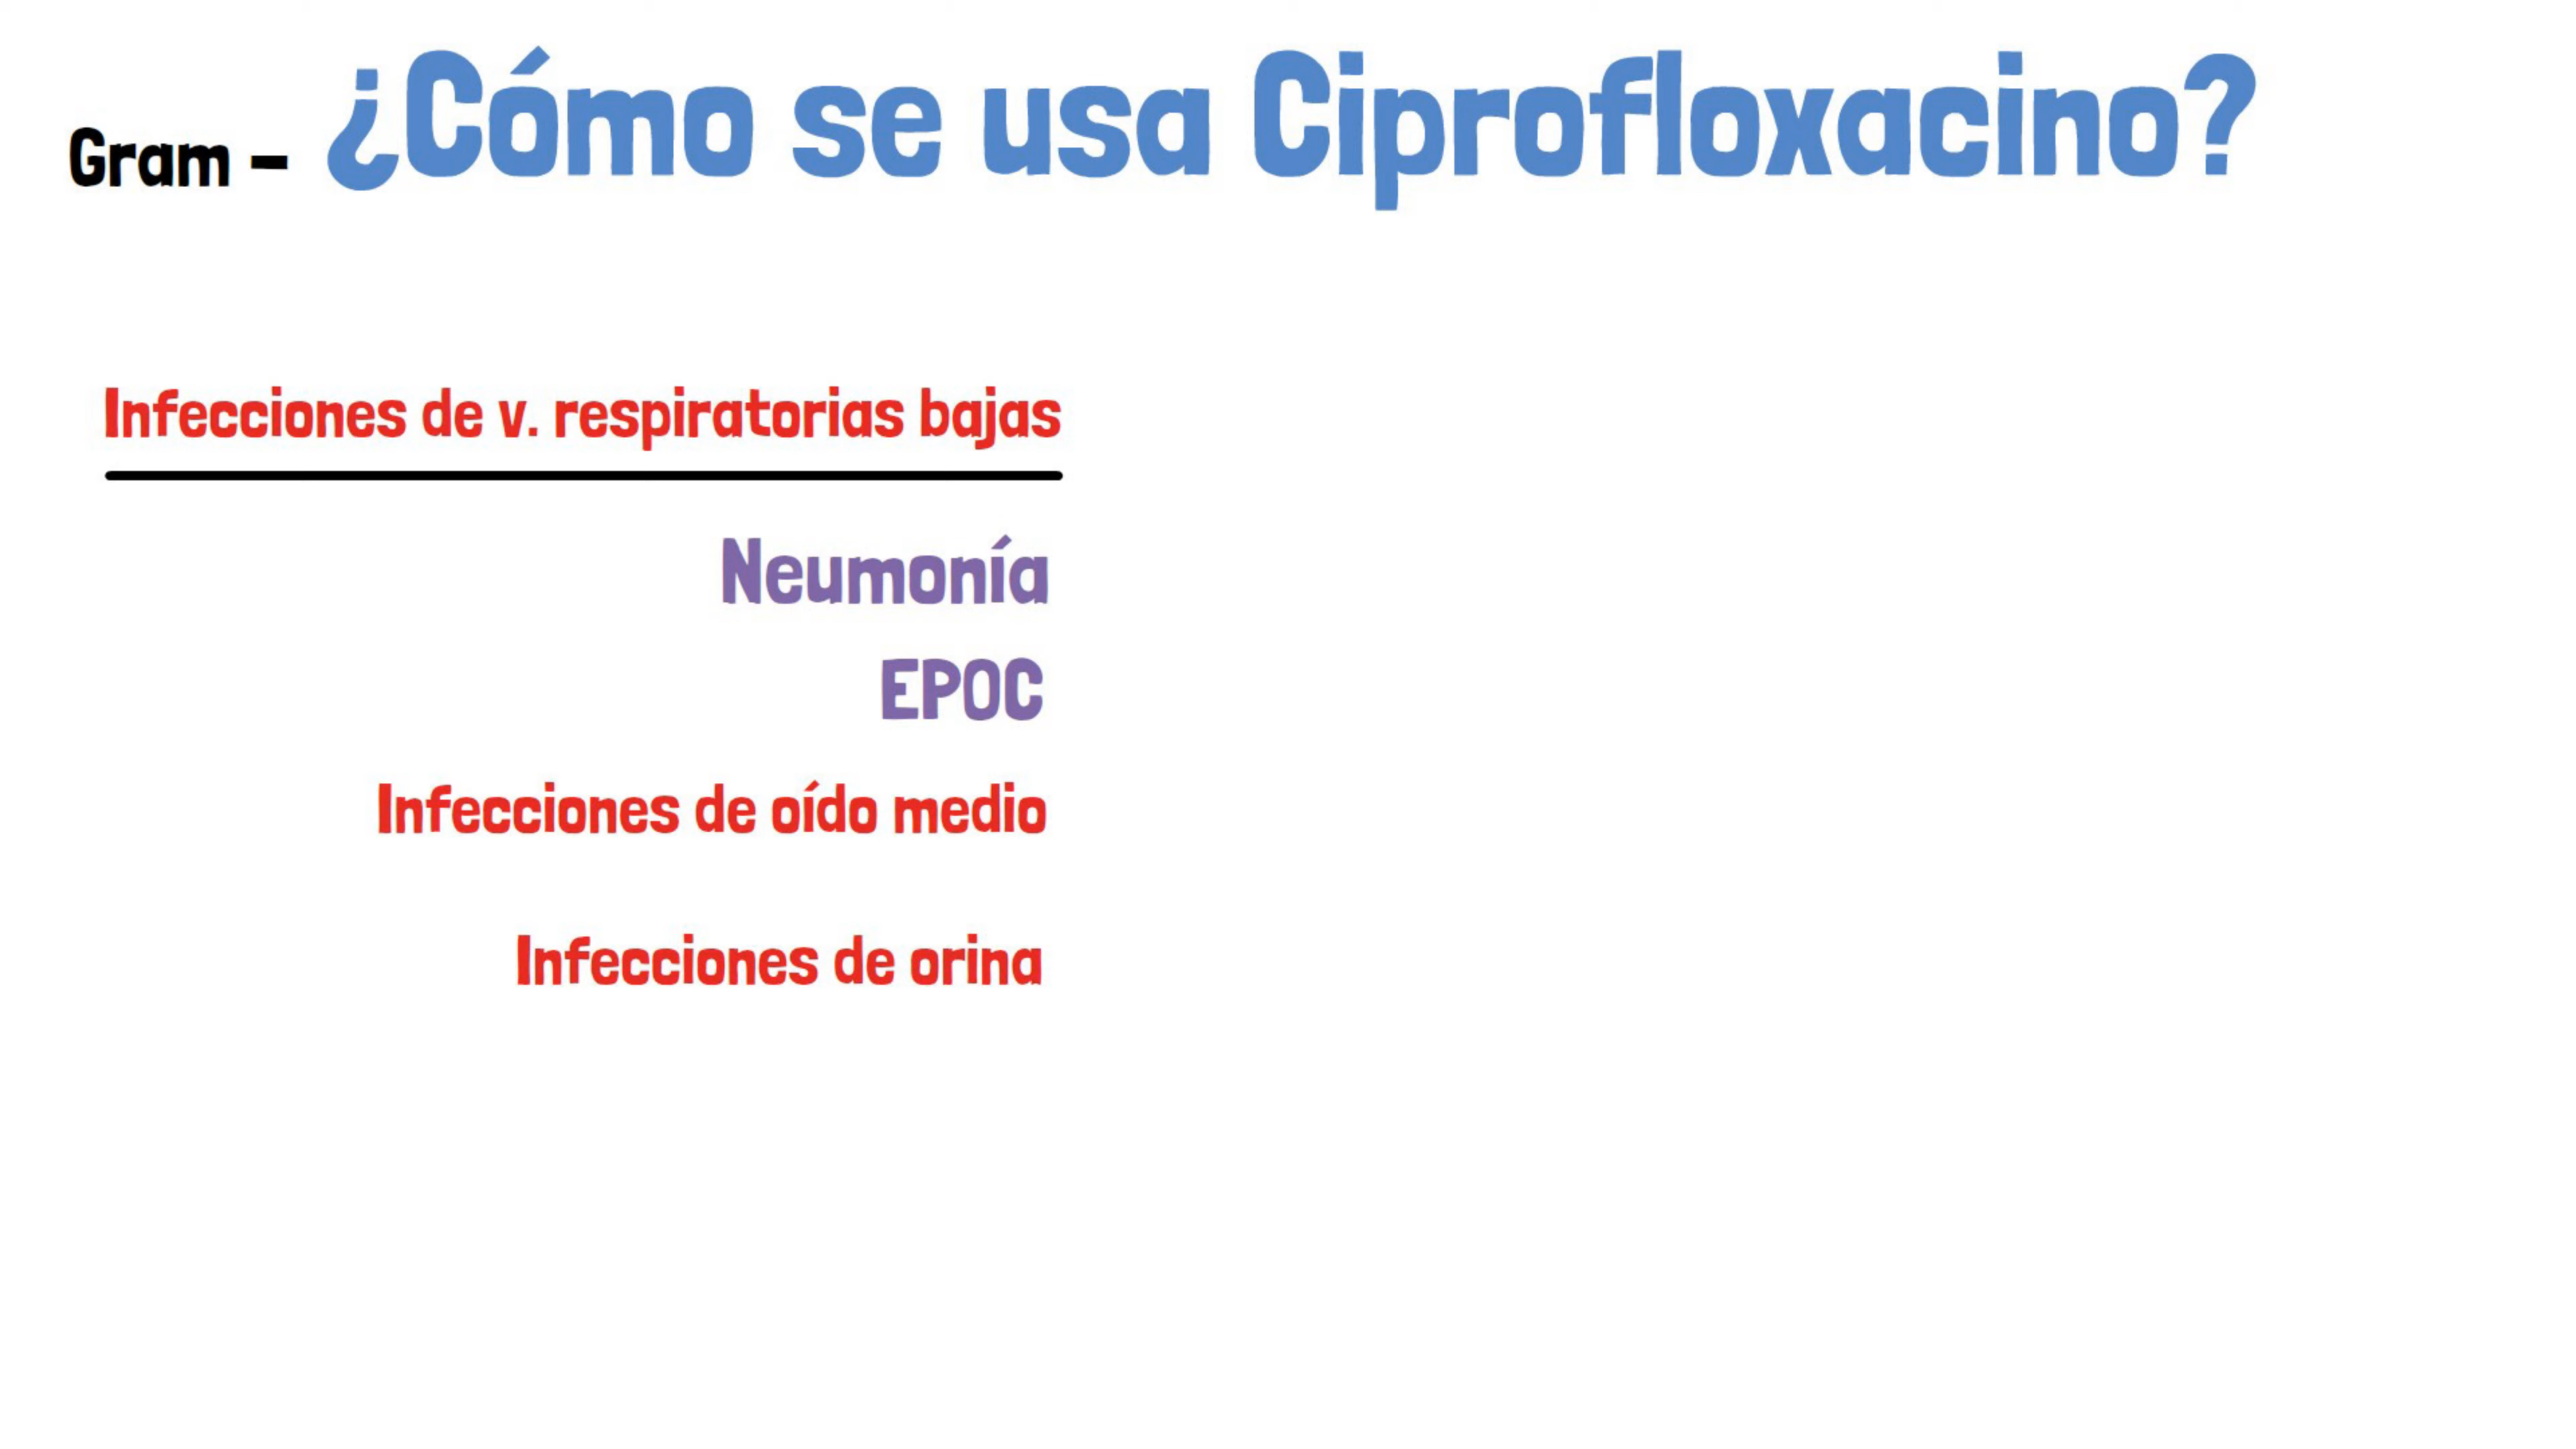 Gram - ¿Cómo se usa Ciprofloxacino?
Infecciones de v. respiratorias bajas
Neumonía
EPOC
Infecciones de oído medio
Infecciones de orina